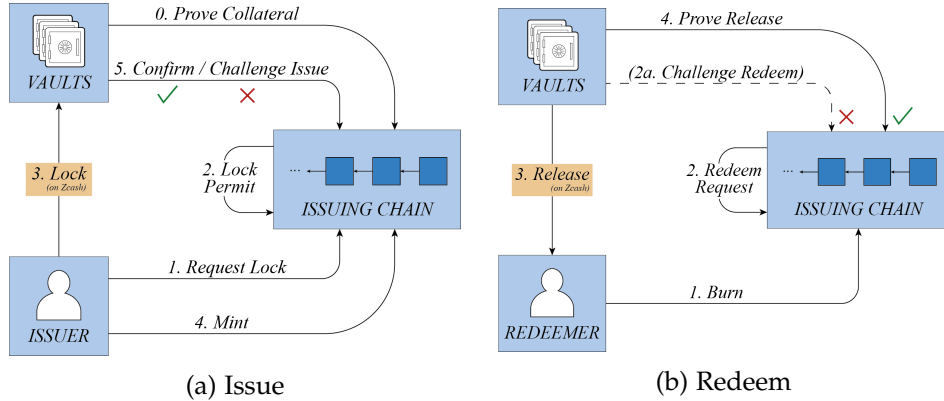 0. Prove Collateral
5. Confirm / Challenge Issue
VAULTS
3. Lock
(on Zcash)
2. Lock
Permit
...
ISSUING CHAIN
1. Request Lock
4. Mint
ISSUER
(a) Issue
4. Prove Release
(2a. Challenge Redeem)
VAULTS
3. Release
(on Zcash)
2. Redeem
Request
...
ISSUING CHAIN
1. Burn
REDEEMER
(b) Redeem